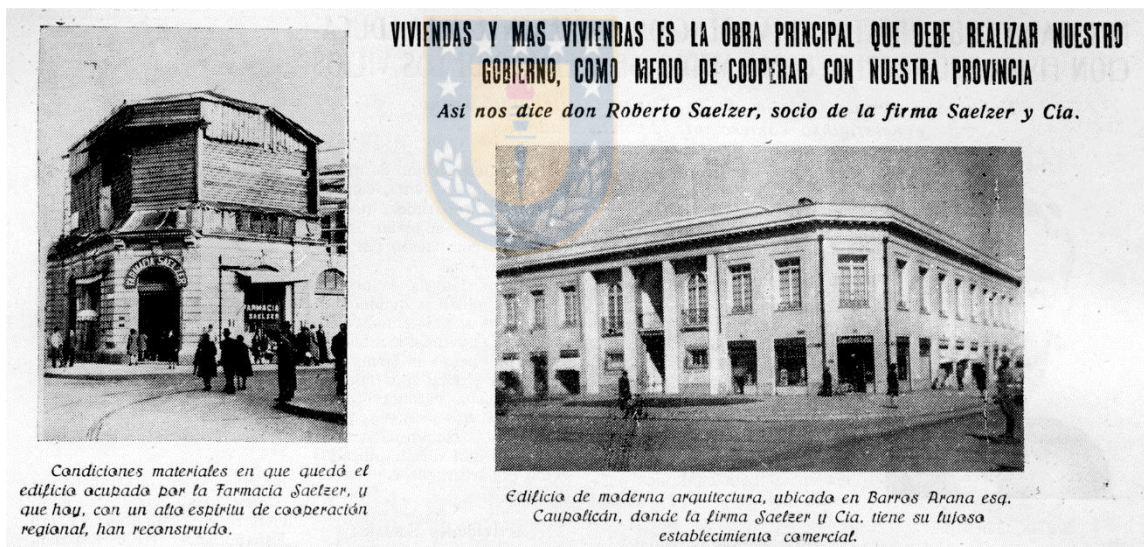 VIVIENDAS Y MAS VIVIENDAS ES LA OBRA PRINCIPAL QUE DEBE REALIZAR NUESTRO
GOBIERNO, COMO MEDIO DE COOPERAR CON NUESTRA PROVINCIA
Así nos dice don Roberto Saelzer, socio de la firma Saelzer y Cía.
FARMACIA SAELZER
FARMACIA
SAELZER
Condiciones materiales en que quedó el
edificio ocupado por la Farmacia Saelzer, y
que hoy, con un alto espíritu de cooperación
regional, han reconstruido.
Edificio de moderna arquitectura, ubicado en Barros Arana esq.
Caupolicán, donde la firma Saelzer y Cía. tiene su lujoso
establecimiento comercial.